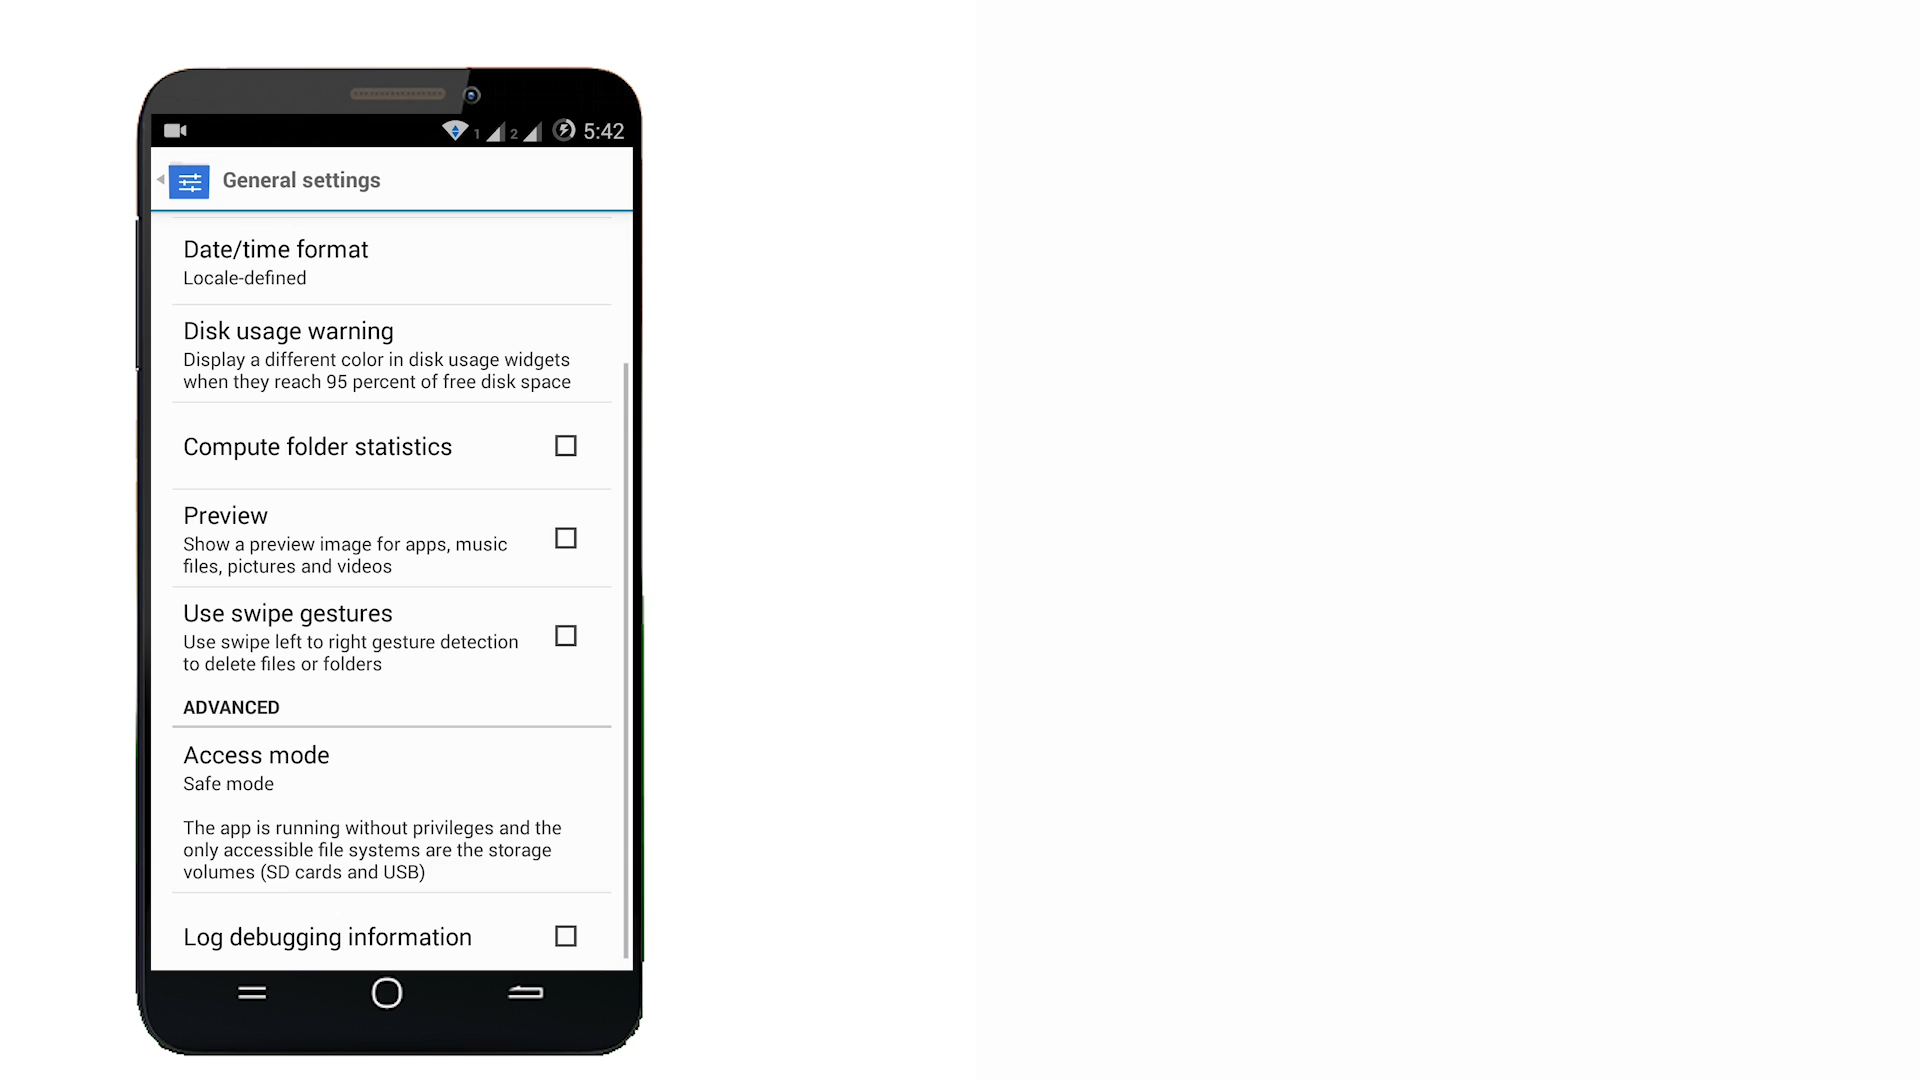 1 2 5:42
General settings
Date/time format
Locale-defined
Disk usage warning
Display a different color in disk usage widgets
when they reach 95 percent of free disk space
Compute folder statistics
Preview
Show a preview image for apps, music
files, pictures and videos
Use swipe gestures
Use swipe left to right gesture detection
to delete files or folders
ADVANCED
Access mode
Safe mode
The app is running without privileges and the
only accessible file systems are the storage
volumes (SD cards and USB)
Log debugging information